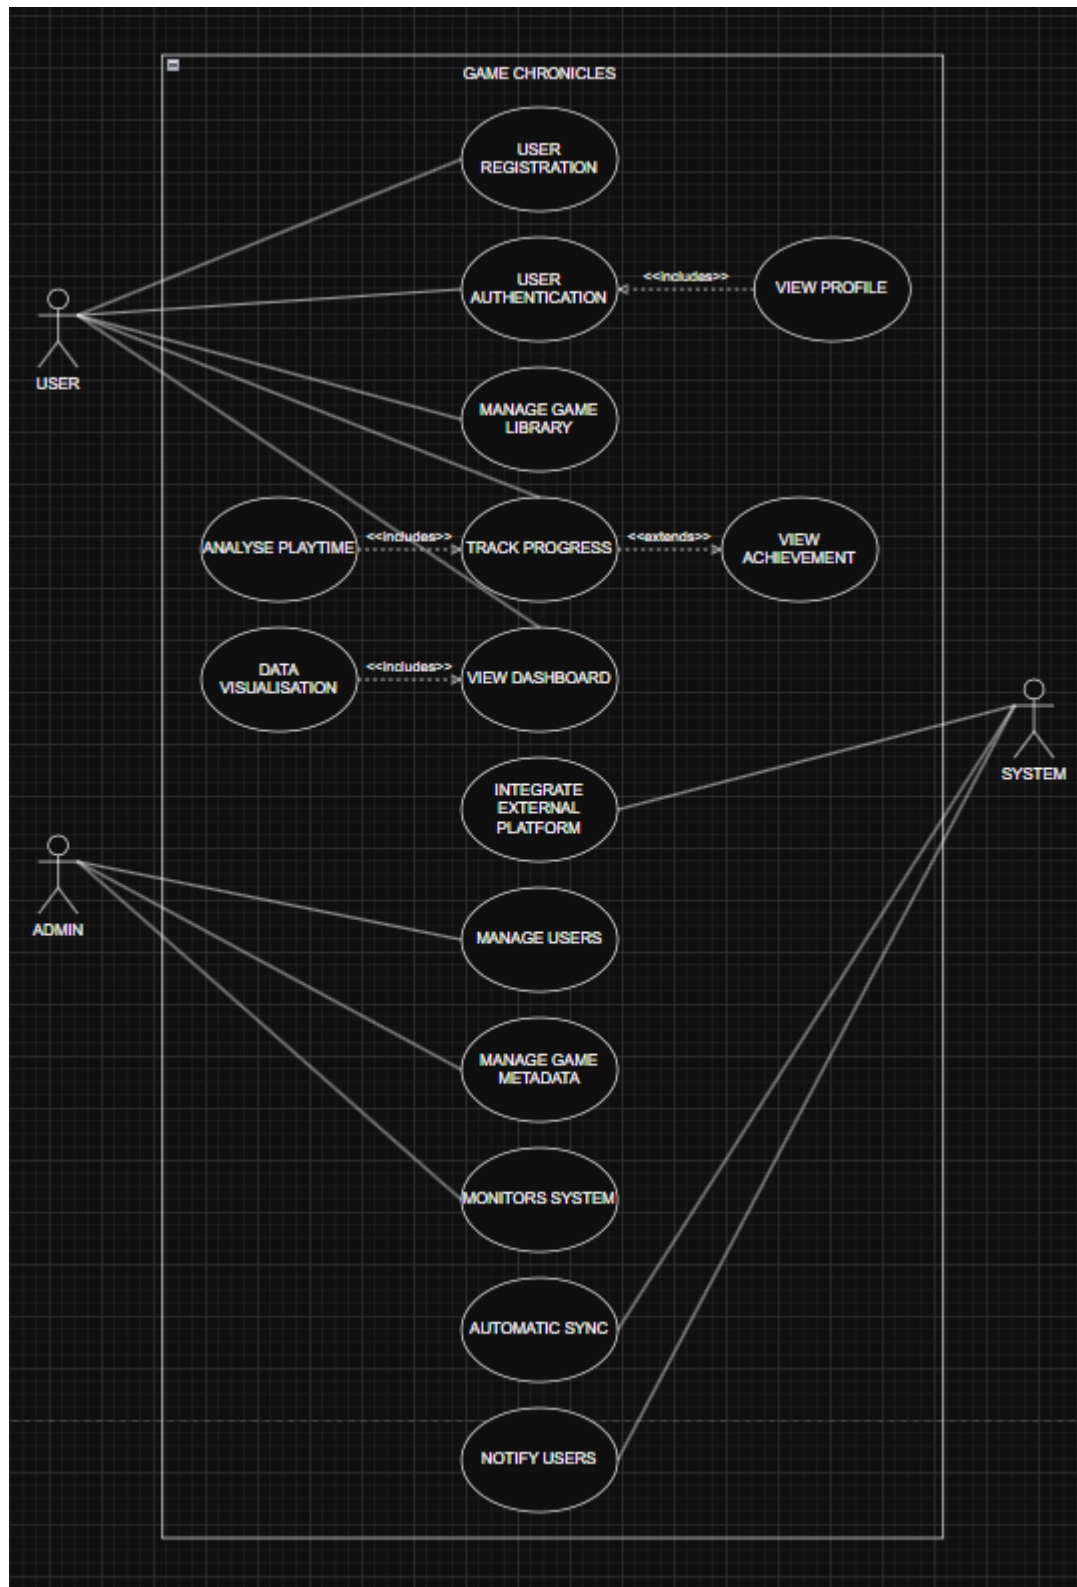 GAME CHRONICLES
USER
REGISTRATION
USER
AUTHENTICATION
<<includes>>
VIEW PROFILE
USER
MANAGE GAME
LIBRARY
ANALYSE PLAYTIME
<<includes>>
TRACK PROGRESS
<<extends>>
VIEW
ACHIEVEMENT
DATA
VISUALISATION
<<includes>>
VIEW DASHBOARD
SYSTEM
INTEGRATE
EXTERNAL
PLATFORM
ADMIN
MANAGE USERS
MANAGE GAME
METADATA
MONITORS SYSTEM
AUTOMATIC SYNC
NOTIFY USERS